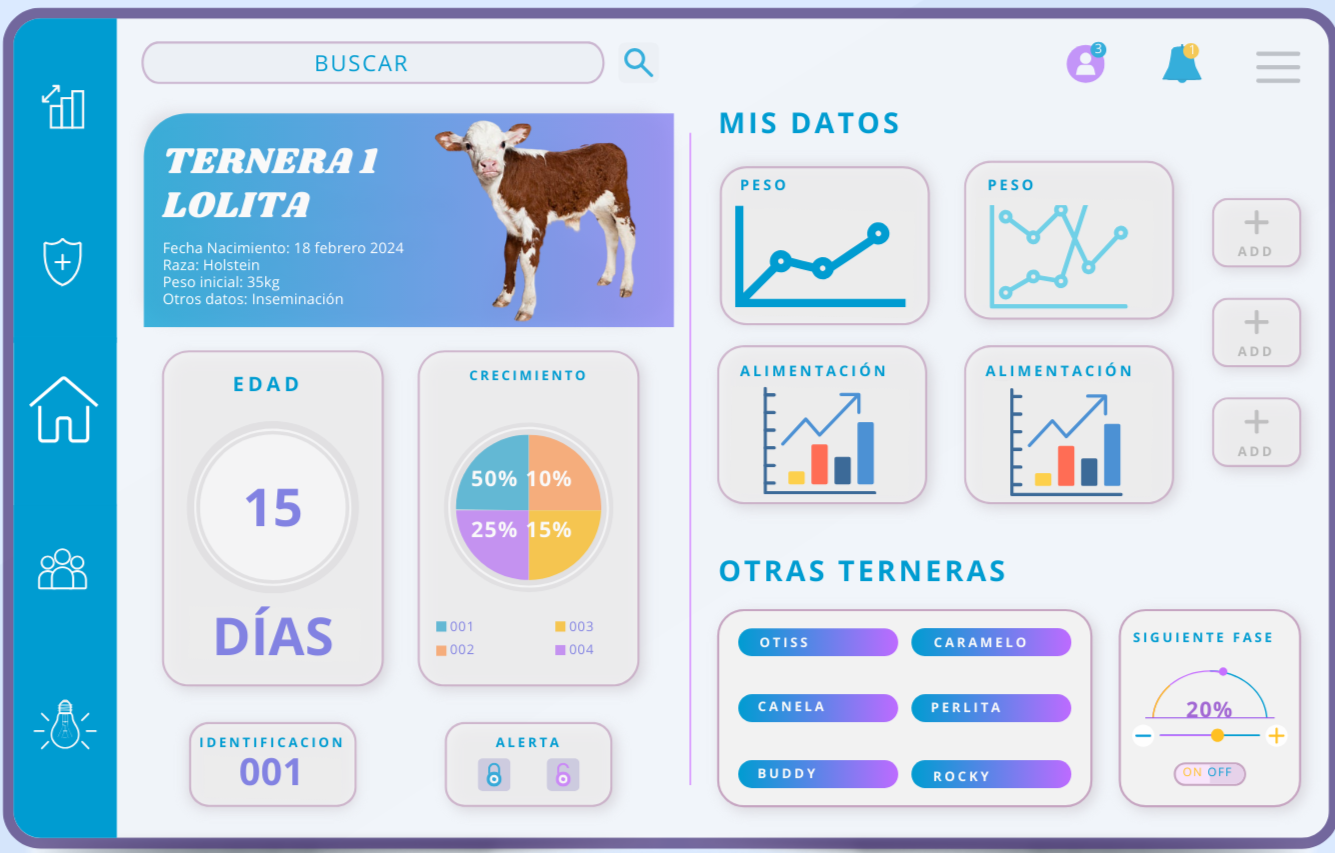 BUSCAR
3
1
TERNERA 1
LOLITA
Fecha Nacimiento: 18 febrero 2024
Raza: Holstein
Peso inicial: 35kg
Otros datos: Inseminación
EDAD
15
DÍAS
CRECIMIENTO
50% 10%
25% 15%
001
003
002
004
IDENTIFICACION
001
ALERTA
MIS DATOS
PESO
PESO
ADD
ADD
ALIMENTACIÓN
ALIMENTACIÓN
ADD
OTRAS TERNERAS
OTISS
CARAMELO
CANELA
PERLITA
BUDDY
ROCKY
SIGUIENTE FASE
20%
ON OFF